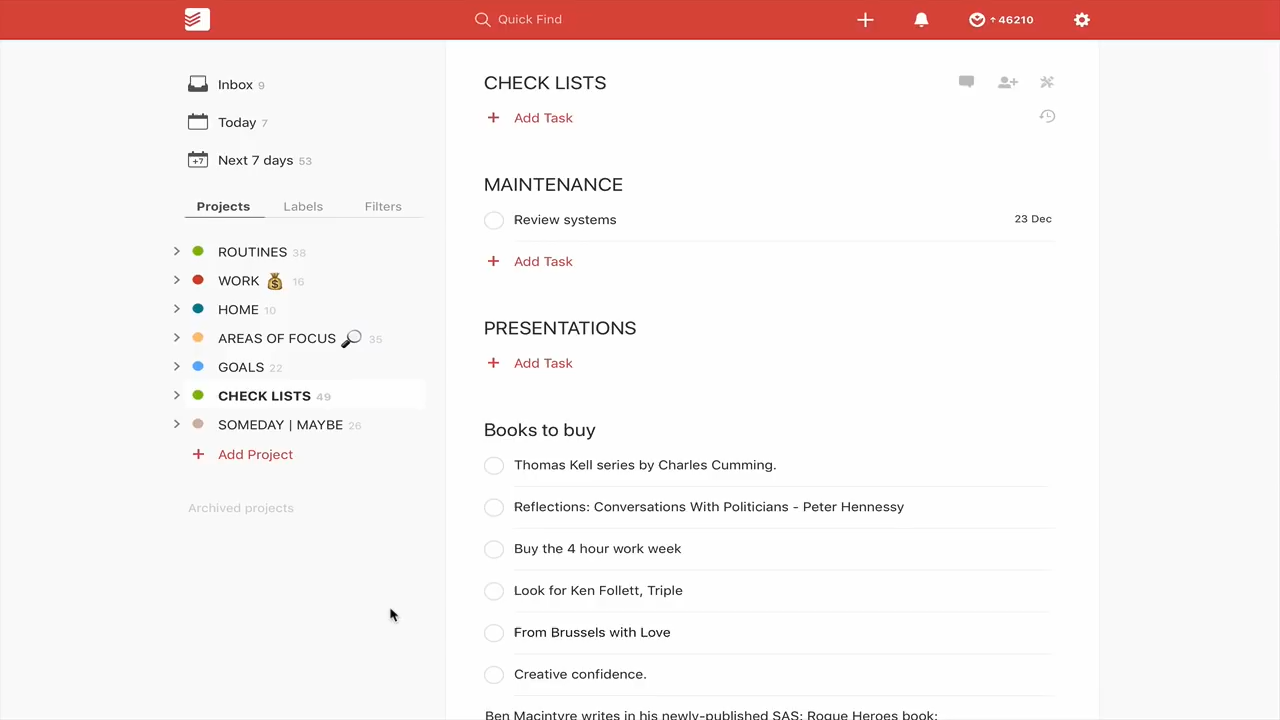 Quick Find
↑46210
Inbox 9
Today 7
+7 Next 7 days 53
Projects Labels Filters
ROUTINES 38
WORK 💰 16
HOME 10
AREAS OF FOCUS 🔎 35
GOALS 22
CHECK LISTS 49
SOMEDAY | MAYBE 26
+ Add Project
Archived projects
CHECK LISTS
+ Add Task
MAINTENANCE
Review systems 23 Dec
+ Add Task
PRESENTATIONS
+ Add Task
Books to buy
Thomas Kell series by Charles Cumming.
Reflections: Conversations With Politicians - Peter Hennessy
Buy the 4 hour work week
Look for Ken Follett, Triple
From Brussels with Love
Creative confidence.
Ben Macintyre writes in his newly-published SAS: Rogue Heroes book: